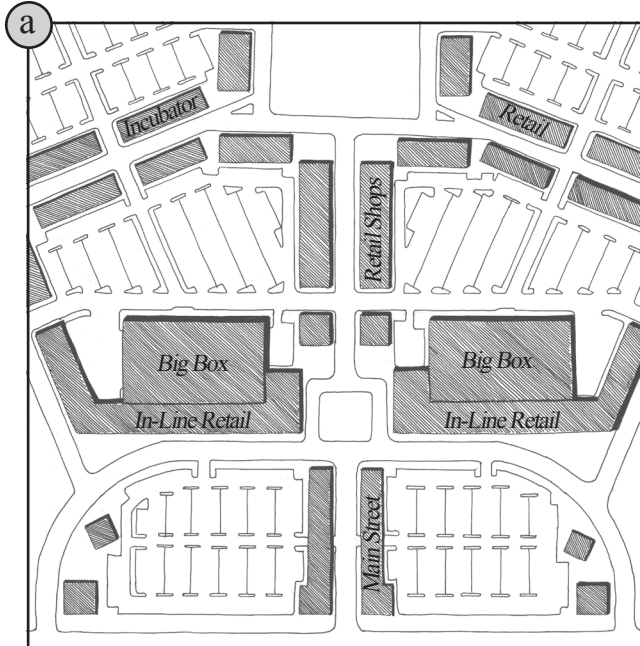 a
Incubator
Retail
Retail Shops
Big Box
Big Box
In-Line Retail
In-Line Retail
Main Street